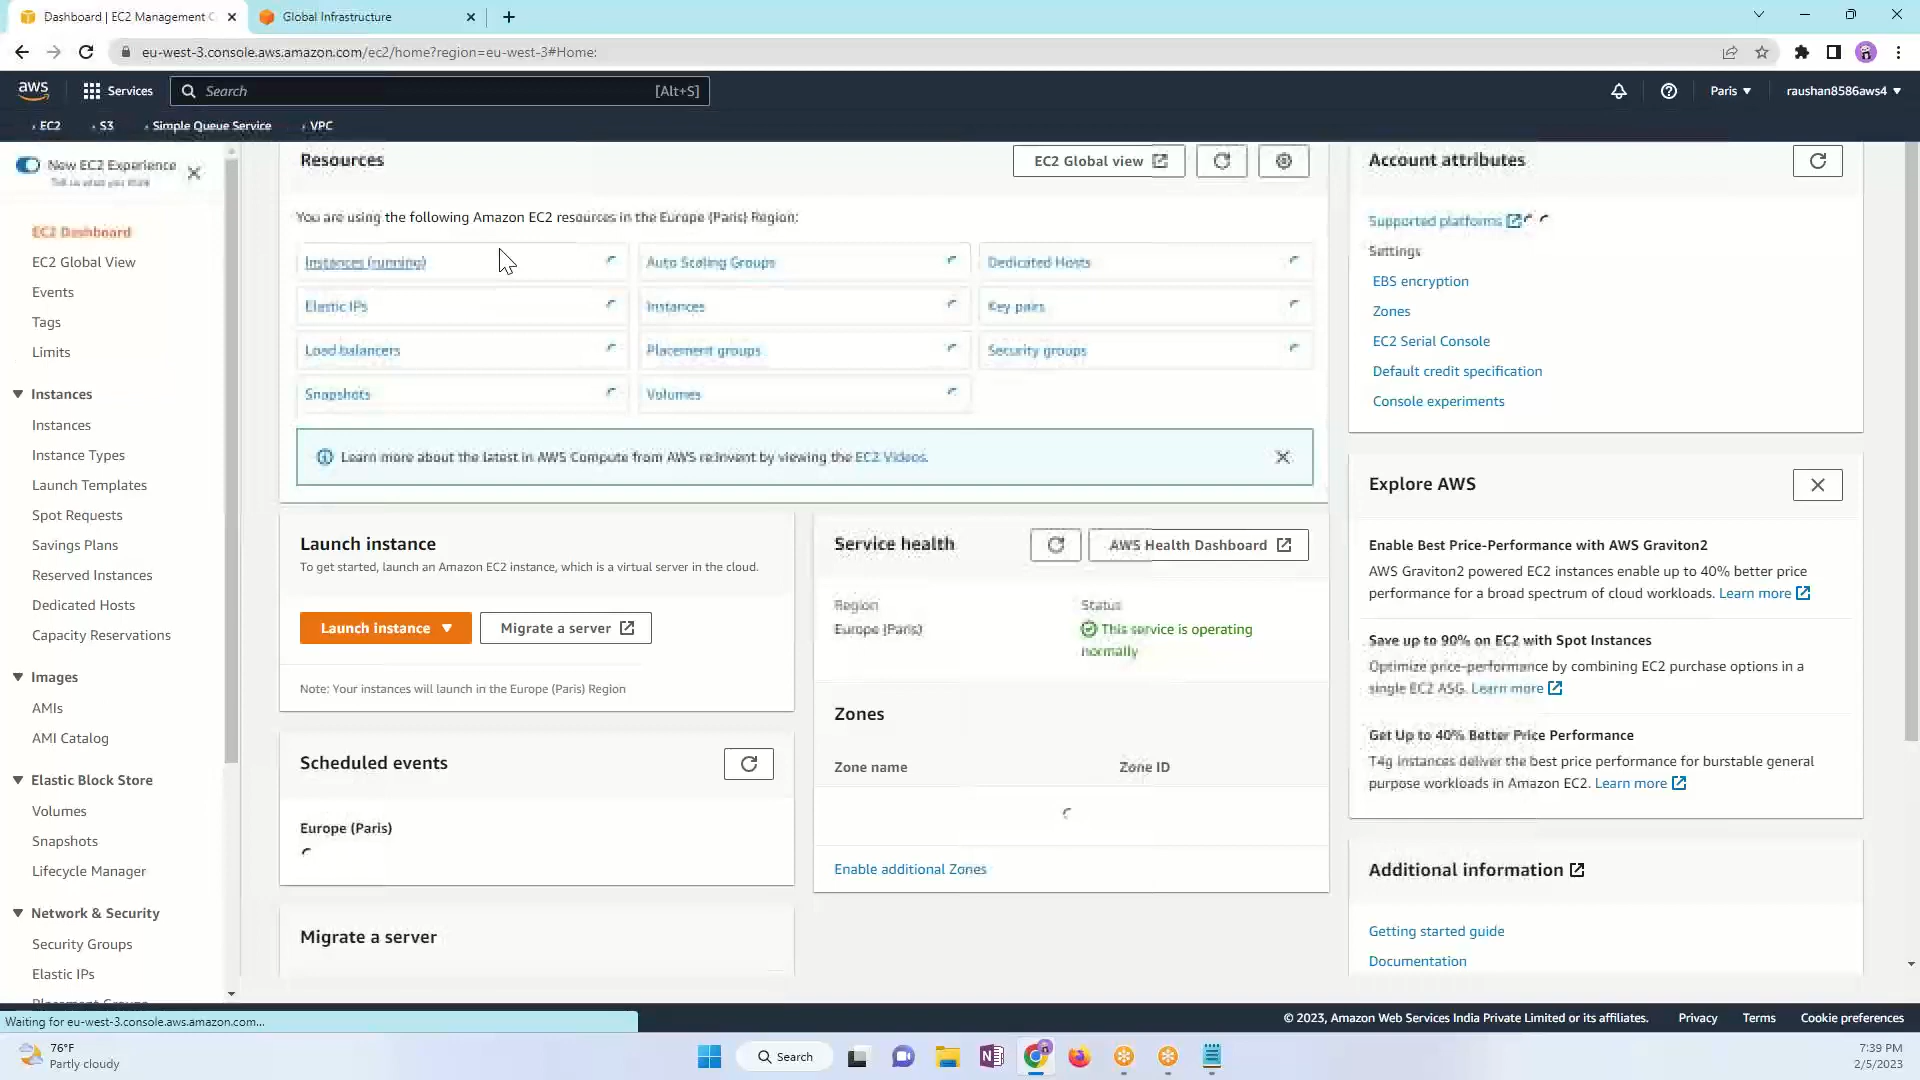 Dashboard | EC2 Management C
Global Infrastructure
eu-west-3.console.aws.amazon.com/ec2/home?region=eu-west-3#Home:
aws
Services
Search
[Alt+S]
Paris
raushan8586aws4
EC2
S3
Simple Queue Service
VPC
New EC2 Experience
Tell us what you think
EC2 Dashboard
EC2 Global View
Events
Tags
Limits
Instances
Instances
Instance Types
Launch Templates
Spot Requests
Savings Plans
Reserved Instances
Dedicated Hosts
Capacity Reservations
Images
AMIs
AMI Catalog
Elastic Block Store
Volumes
Snapshots
Lifecycle Manager
Network & Security
Security Groups
Elastic IPs
Placement Groups
Resources
EC2 Global view
You are using the following Amazon EC2 resources in the Europe (Paris) Region:
Instances (running)
Auto Scaling Groups
Dedicated Hosts
Elastic IPs
Instances
Key pairs
Load balancers
Placement groups
Security groups
Snapshots
Volumes
Learn more about the latest in AWS Compute from AWS re:Invent by viewing the EC2 Videos.
Launch instance
To get started, launch an Amazon EC2 instance, which is a virtual server in the cloud.
Launch instance
Migrate a server
Note: Your instances will launch in the Europe (Paris) Region
Scheduled events
Europe (Paris)
Migrate a server
Service health
AWS Health Dashboard
Region
Europe (Paris)
Status
This service is operating
normally
Zones
Zone name
Zone ID
Enable additional Zones
Account attributes
Supported platforms
Settings
EBS encryption
Zones
EC2 Serial Console
Default credit specification
Console experiments
Explore AWS
Enable Best Price-Performance with AWS Graviton2
AWS Graviton2 powered EC2 instances enable up to 40% better price
performance for a broad spectrum of cloud workloads. Learn more
Save up to 90% on EC2 with Spot Instances
Optimize price-performance by combining EC2 purchase options in a
single EC2 ASG. Learn more
Get Up to 40% Better Price Performance
T4g instances deliver the best price performance for burstable general
purpose workloads in Amazon EC2. Learn more
Additional information
Getting started guide
Documentation
Waiting for eu-west-3.console.aws.amazon.com...
© 2023, Amazon Web Services India Private Limited or its affiliates.
Privacy
Terms
Cookie preferences
76°F
Partly cloudy
Search
7:39 PM
2/5/2023